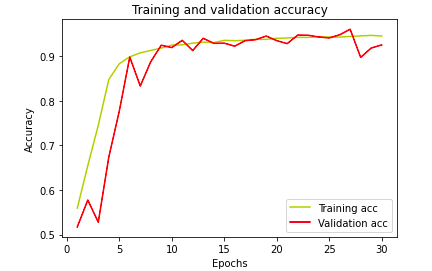 Training and validation accuracy
0.9
0.8
0.7
0.6
0.5
Accuracy
Training acc
Validation acc
0 5 10 15 20 25 30
Epochs